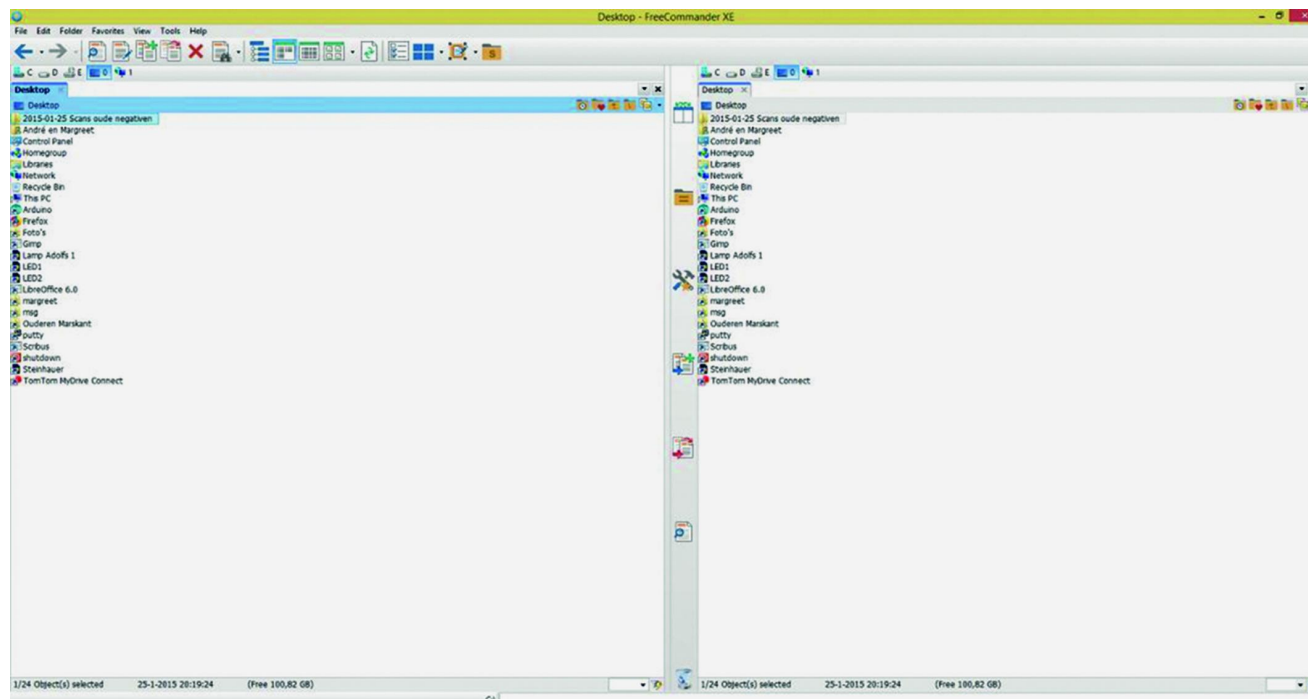 Desktop - FreeCommander XE
File Edit Folder Favorites View Tools Help
S
C D E 0 1
Desktop
Desktop
2015-01-25 Scans oude negativen
André en Margreet
Control Panel
Homegroup
Libraries
Network
Recycle Bin
This PC
Arduino
Firefox
Foto's
Gimp
Lamp Adolfs 1
LED1
LED2
LibreOffice 6.0
margreet
msg
Ouderen Marskant
putty
Scribus
shutdown
Steinhauer
TomTom MyDrive Connect
1/24 Object(s) selected 25-1-2015 20:19:24 (Free 100,82 GB)
C D E 0 1
Desktop
Desktop
2015-01-25 Scans oude negativen
André en Margreet
Control Panel
Homegroup
Libraries
Network
Recycle Bin
This PC
Arduino
Firefox
Foto's
Gimp
Lamp Adolfs 1
LED1
LED2
LibreOffice 6.0
margreet
msg
Ouderen Marskant
putty
Scribus
shutdown
Steinhauer
TomTom MyDrive Connect
1/24 Object(s) selected 25-1-2015 20:19:24 (Free 100,82 GB)